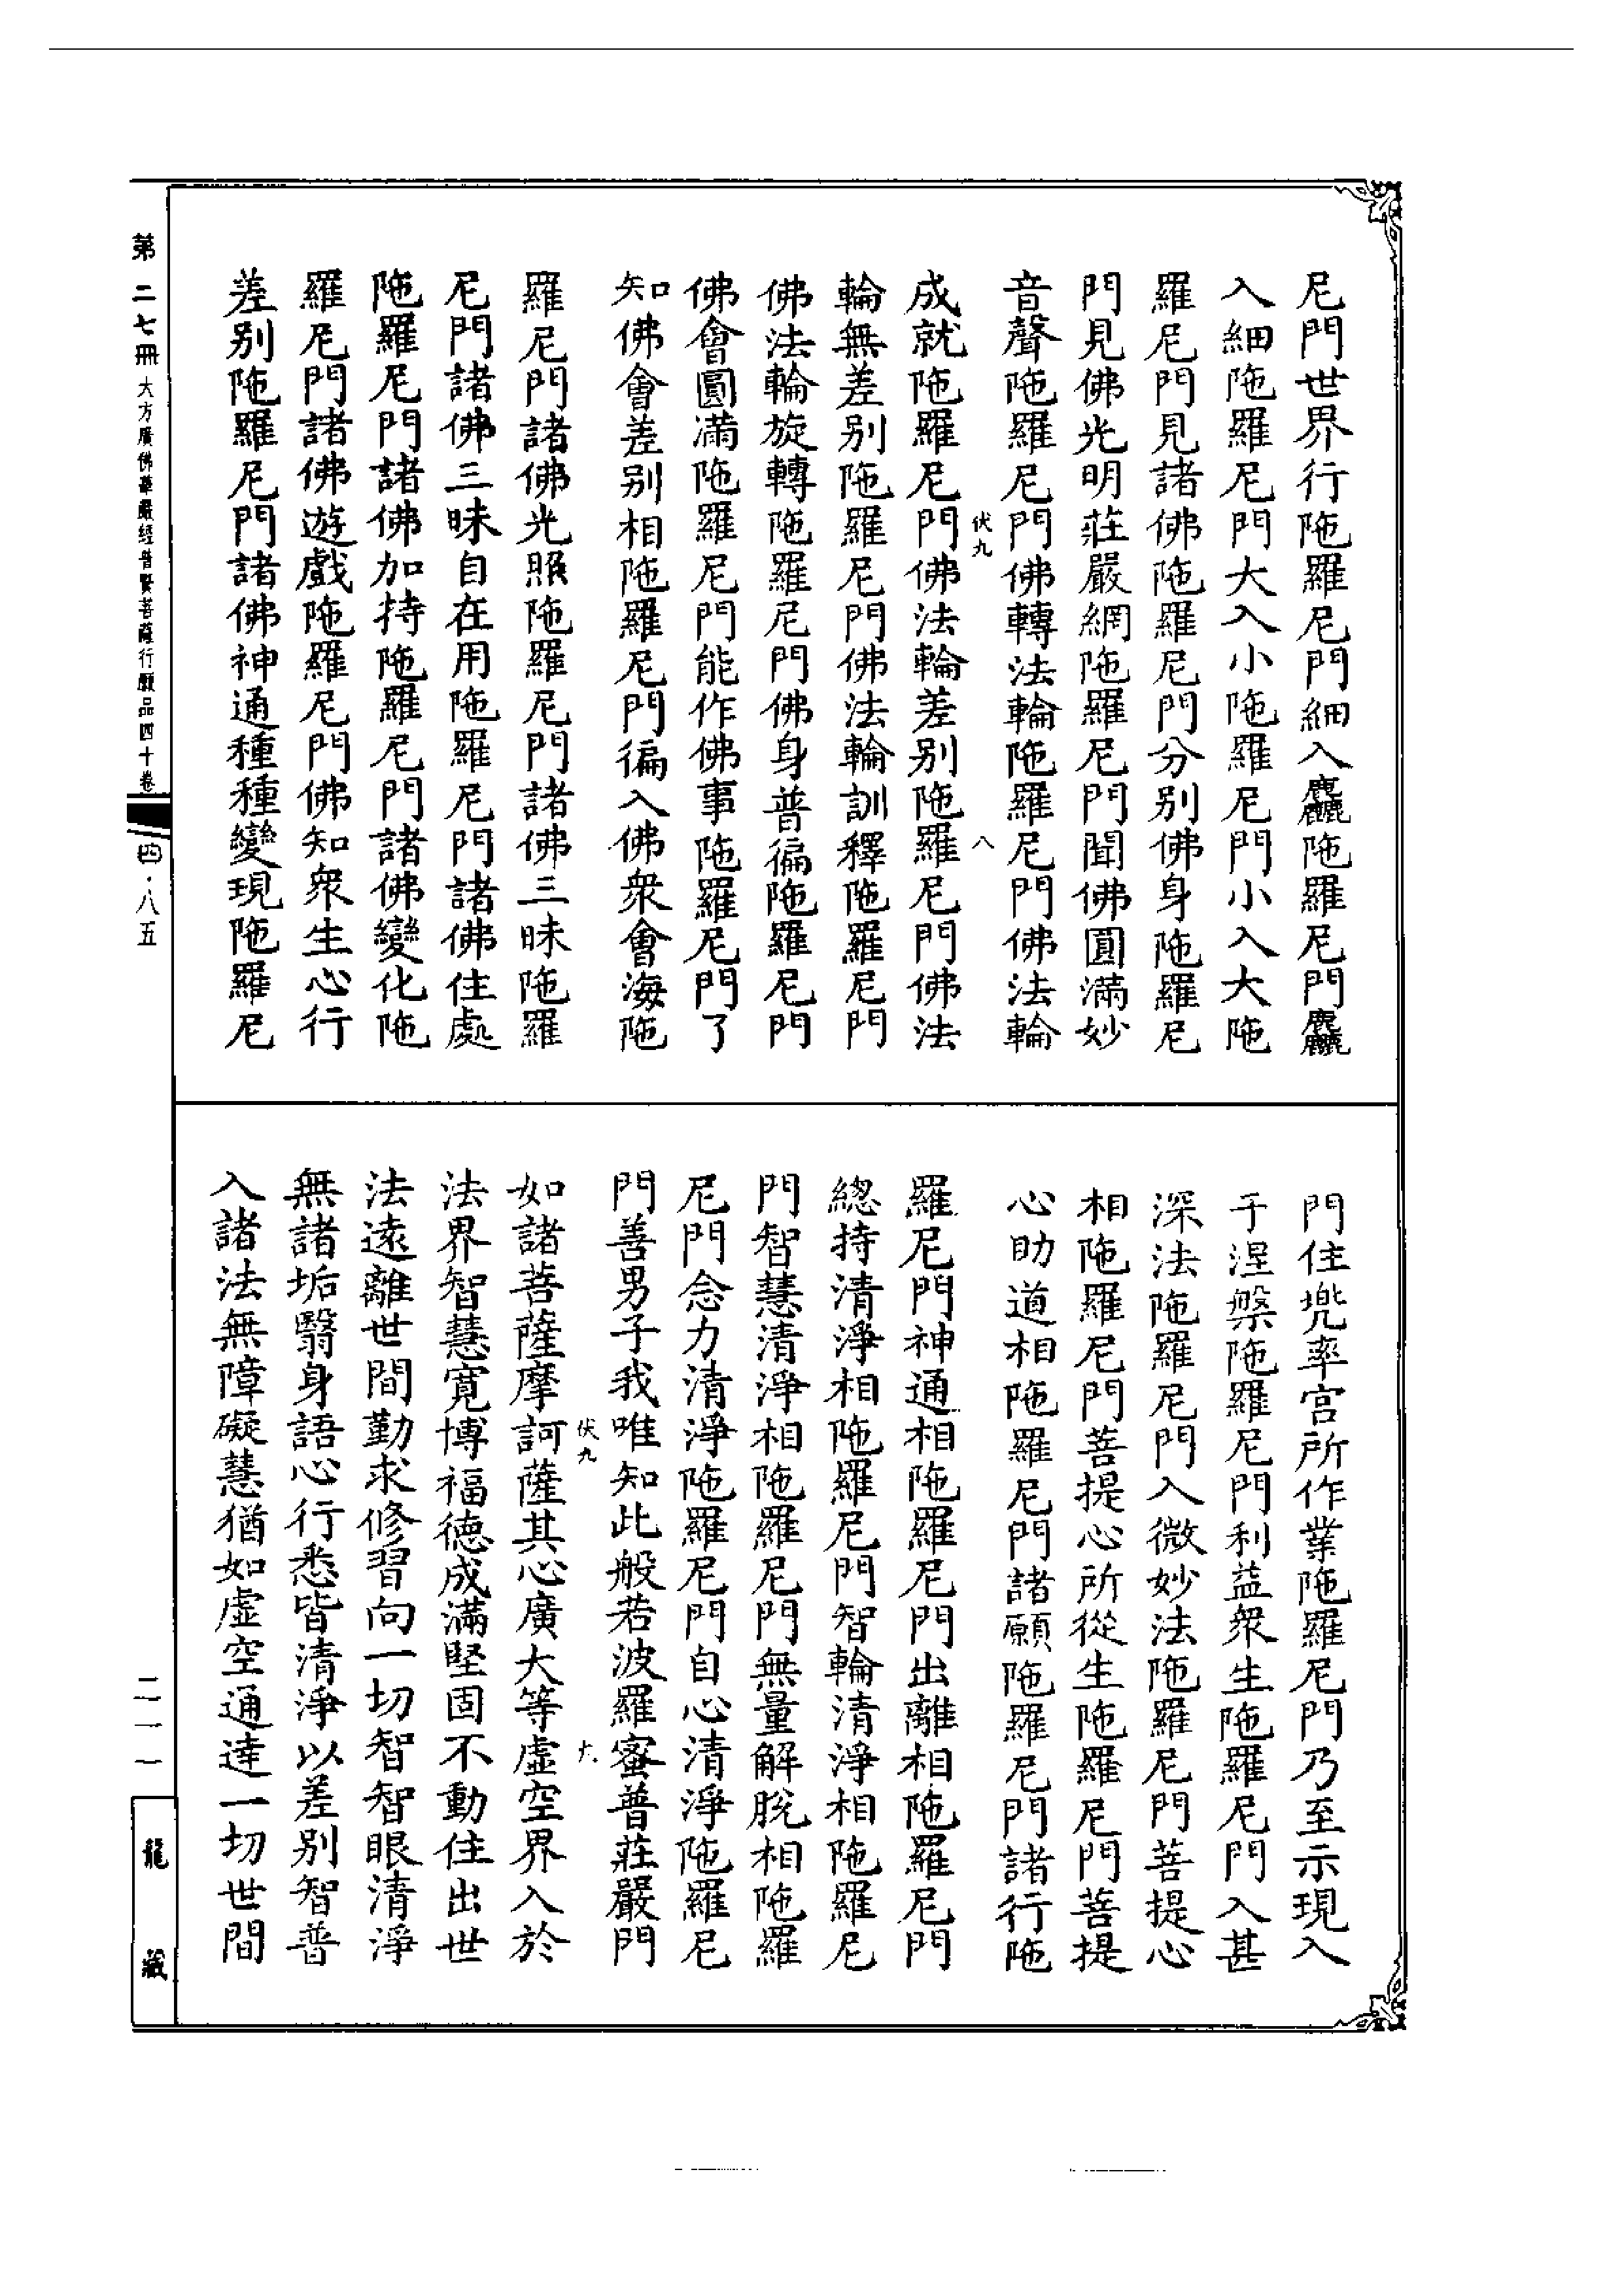 尼門世界行陁羅尼門細入麤陁羅尼門麤
入細陁羅尼門大入小陁羅尼門小入大陁
羅尼門見諸佛陁羅尼門分别佛身陁羅尼
門見佛光明莊嚴網陁羅尼門聞佛圓滿妙
音聲陁羅尼門佛轉法輪陁羅尼門佛法輪
伏九 八
成就陁羅尼門佛法輪差别陁羅尼門佛法
輪無差别陁羅尼門佛法輪訓釋陁羅尼門
佛法輪旋轉陁羅尼門佛身普徧陁羅尼門
佛會圓滿陁羅尼門能作佛事陁羅尼門了
知佛會差别相陁羅尼門徧入佛衆會海陁
羅尼門諸佛光照陁羅尼門諸佛三昧陁羅
尼門諸佛三昧自在用陁羅尼門諸佛住處
陁羅尼門諸佛加持陁羅尼門諸佛變化陁
羅尼門諸佛遊戲陁羅尼門佛知衆生心行
差别陁羅尼門諸佛神通種種變現陁羅尼
門住兜率宫所作業陁羅尼門乃至示現入
于涅槃陁羅尼門利益衆生陁羅尼門入甚
深法陁羅尼門入微妙法陁羅尼門菩提心
相陁羅尼門菩提心所從生陁羅尼門菩提
心助道相陁羅尼門諸願陁羅尼門諸行陁
羅尼門神通相陁羅尼門出離相陁羅尼門
緫持清淨相陁羅尼門智輪清淨相陁羅尼
門智慧清淨相陁羅尼門無量解脫相陁羅
尼門念力清淨陁羅尼門自心清淨陁羅尼
門善男子我唯知此般若波羅蜜普莊嚴門
伏九
如諸菩薩摩訶薩其心廣大等虚空界入於
法界智慧寛博福德成滿堅固不動住出世
法遠離世間勤求修習向一切智智眼清淨
無諸垢翳身語心行悉皆清淨以差别智普
入諸法無障礙慧猶如虚空通達一切世間
第二七冊 大方廣佛華嚴經普賢菩薩行願品四十卷
四·八五
二一一
龍藏